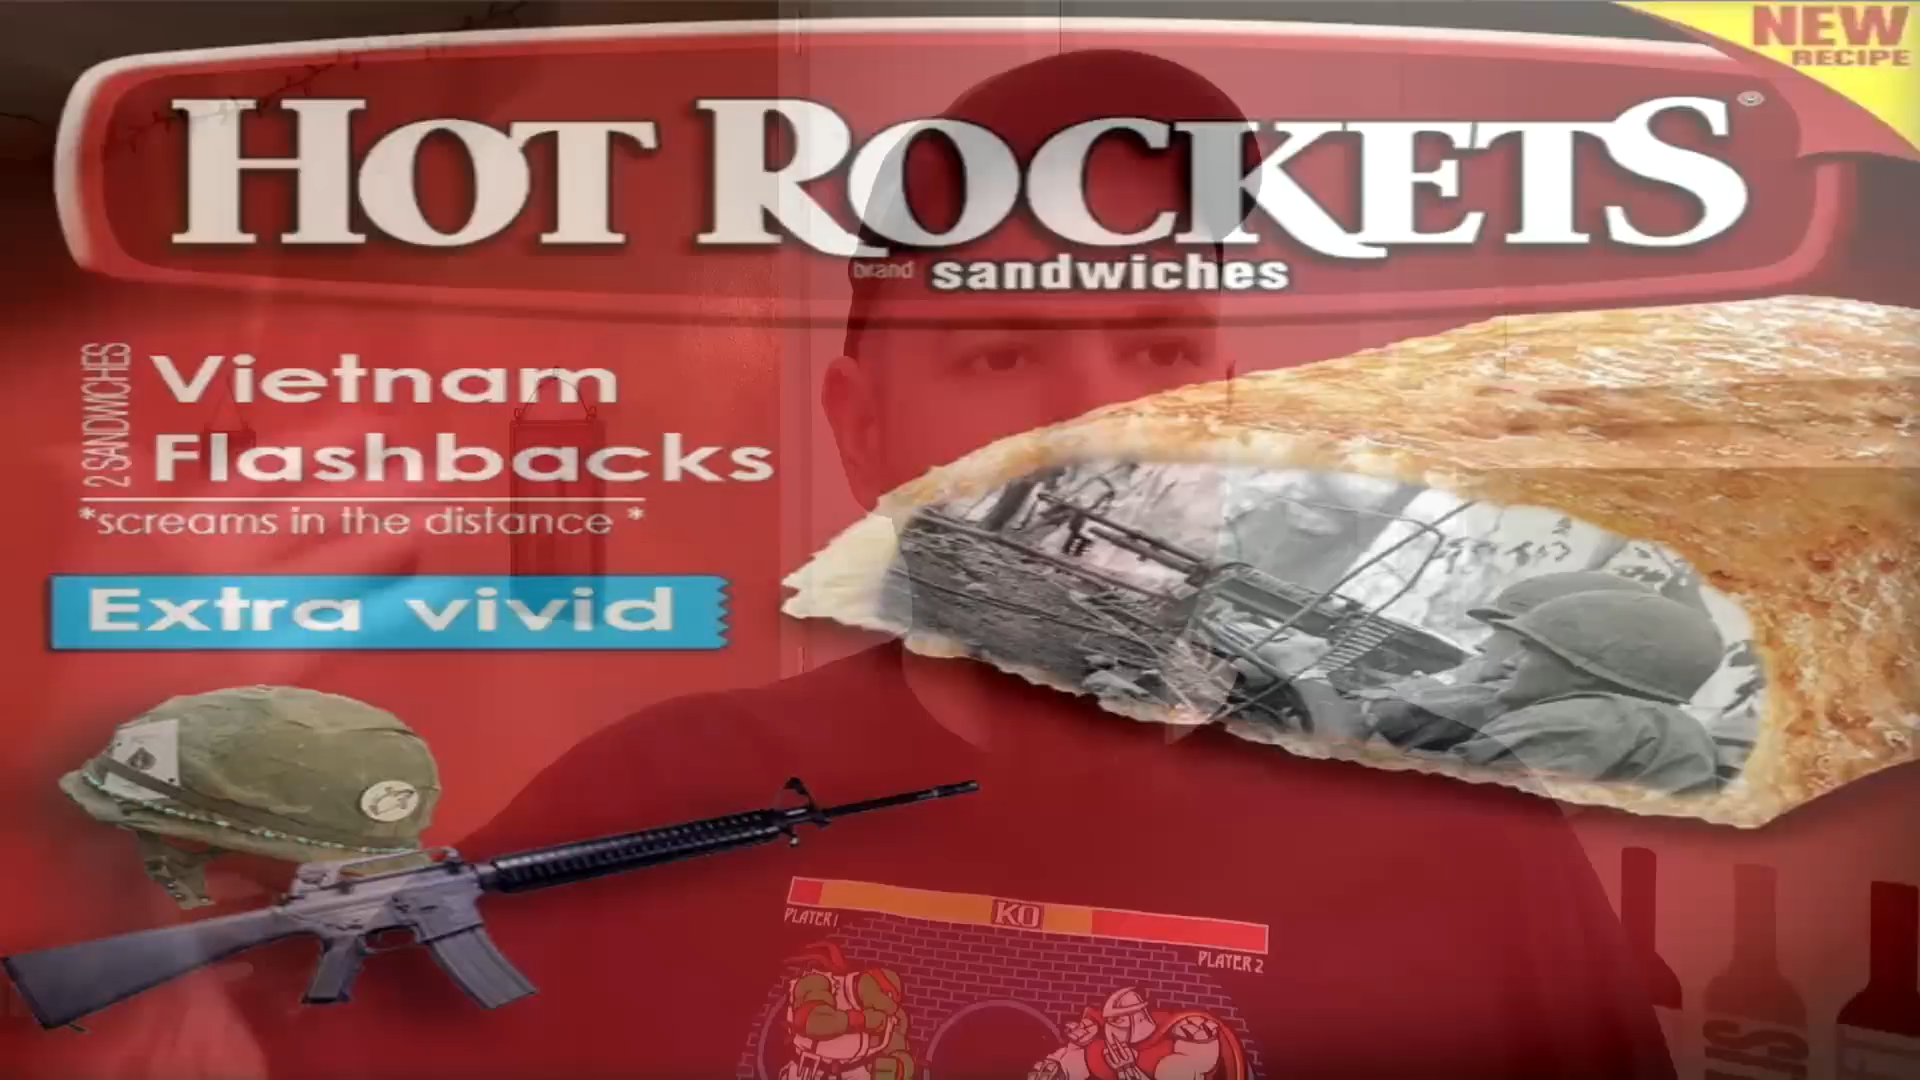 NEW
RECIPE
HOT ROCKETS®
brand sandwiches
2 SANDWICHES
Vietnam
Flashbacks
*screams in the distance *
Extra vivid
KO
PLAYER 1
PLAYER 2